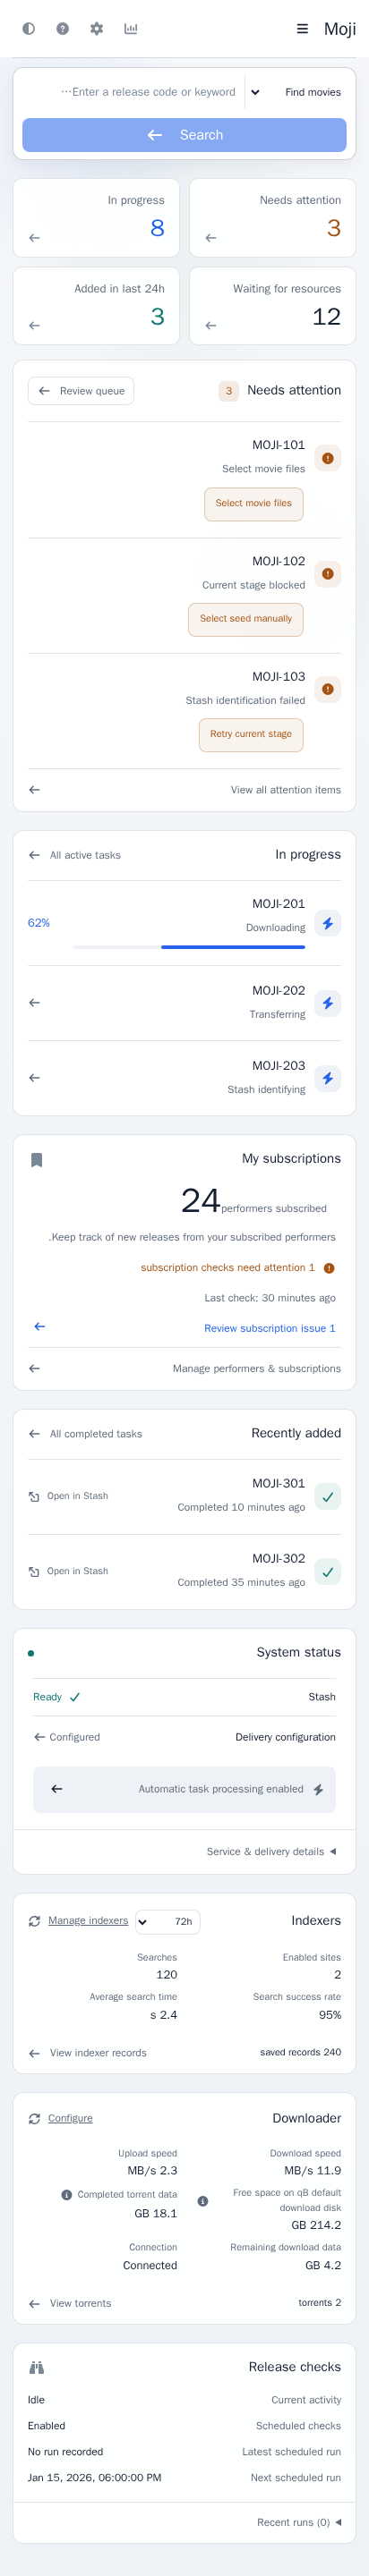 Moji
Find movies
Enter a release code or keyword…
Search
Needs attention
3
In progress
8
Waiting for resources
12
Added in last 24h
3
Needs attention 3
Review queue
MOJI-101
Select movie files
Select movie files
MOJI-102
Current stage blocked
Select seed manually
MOJI-103
Stash identification failed
Retry current stage
View all attention items
In progress
All active tasks
MOJI-201
Downloading
62%
MOJI-202
Transferring
MOJI-203
Stash identifying
My subscriptions
24 performers subscribed
.Keep track of new releases from your subscribed performers
subscription checks need attention 1
Last check: 30 minutes ago
Review subscription issue 1
Manage performers & subscriptions
Recently added
All completed tasks
MOJI-301
Completed 10 minutes ago
Open in Stash
MOJI-302
Completed 35 minutes ago
Open in Stash
System status
Stash
Ready
Delivery configuration
Configured
Automatic task processing enabled
Service & delivery details
Indexers
72h
Manage indexers
Enabled sites
2
Searches
120
Search success rate
95%
Average search time
s 2.4
saved records 240
View indexer records
Downloader
Configure
Download speed
MB/s 11.9
Upload speed
MB/s 2.3
Free space on qB default
download disk
GB 214.2
Completed torrent data
GB 18.1
Remaining download data
GB 4.2
Connection
Connected
torrents 2
View torrents
Release checks
Current activity
Idle
Scheduled checks
Enabled
Latest scheduled run
No run recorded
Next scheduled run
Jan 15, 2026, 06:00:00 PM
Recent runs (0)